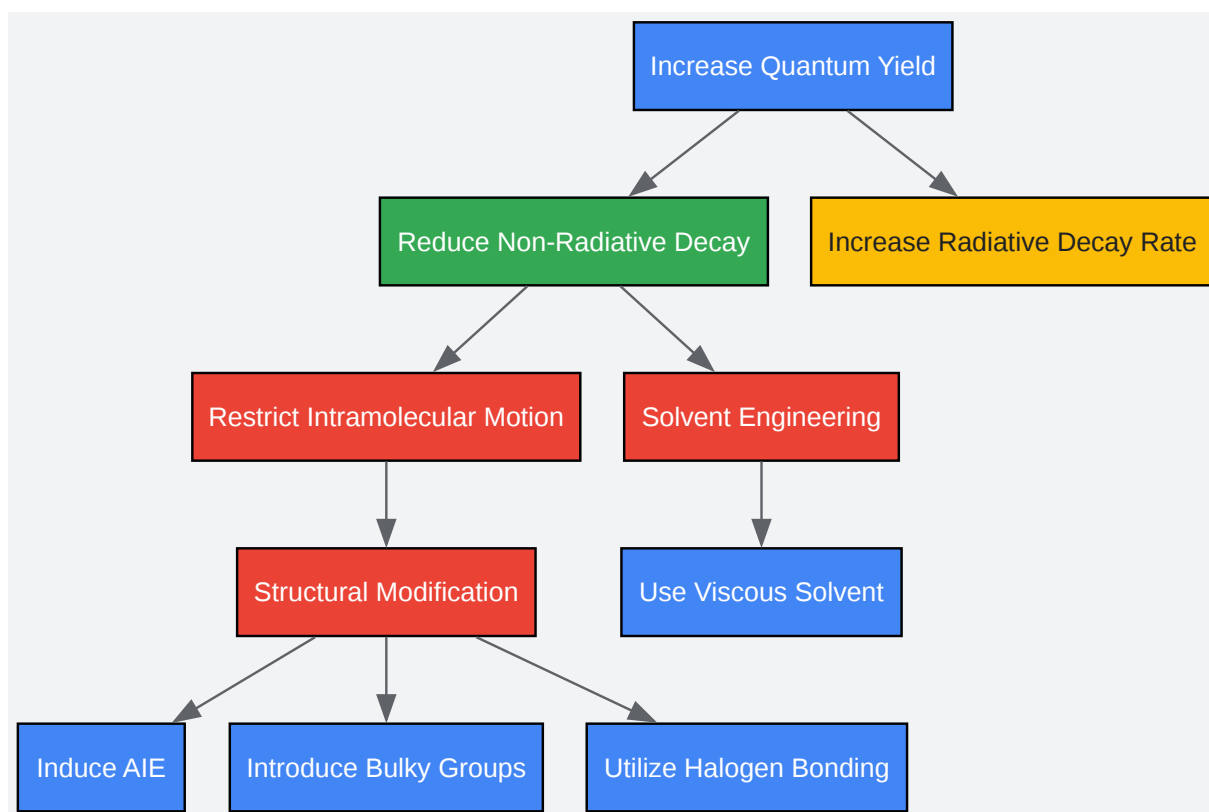 Increase Quantum Yield
Reduce Non-Radiative Decay
Increase Radiative Decay Rate
Restrict Intramolecular Motion
Solvent Engineering
Structural Modification
Use Viscous Solvent
Induce AIE
Introduce Bulky Groups
Utilize Halogen Bonding